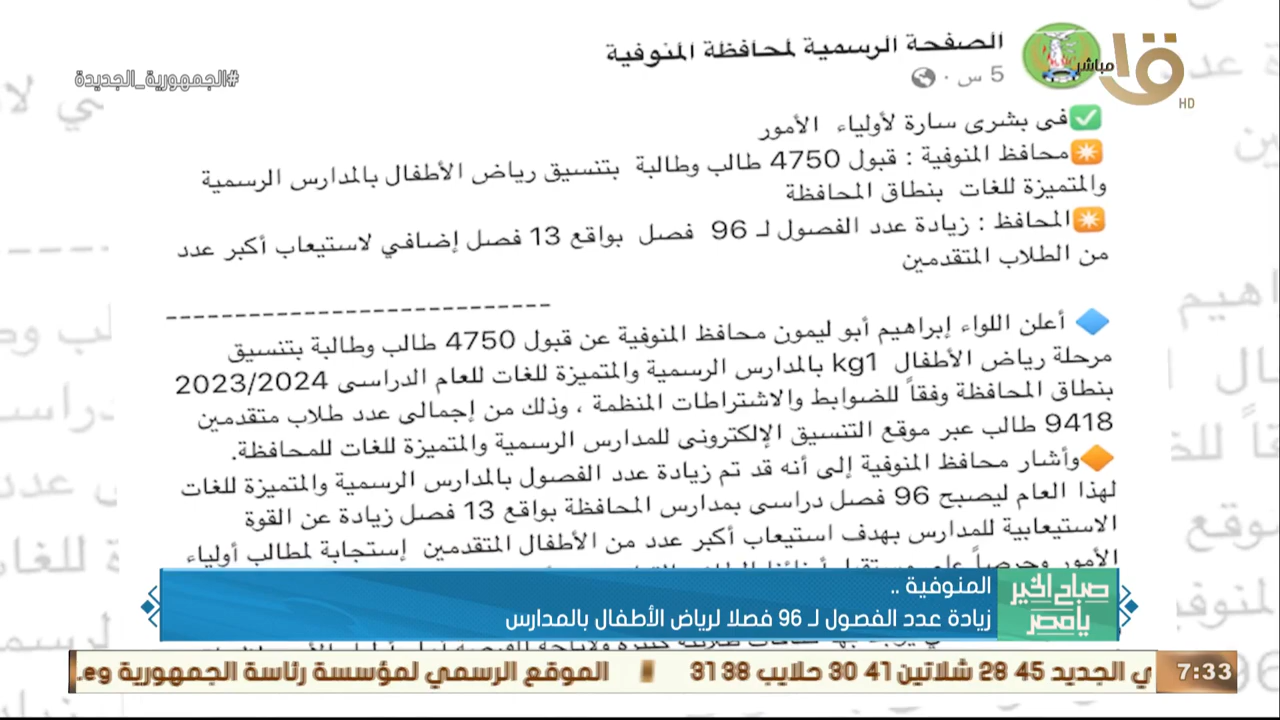 الصفحة الرسمية لمحافظة المنوفية
5 س ·
#الجمهورية_الجديدة
مباشر
HD
فى بشرى سارة لأولياء الأمور
محافظ المنوفية : قبول 4750 طالب وطالبة بتنسيق رياض الأطفال بالمدارس الرسمية
والمتميزة للغات بنطاق المحافظة
المحافظ : زيادة عدد الفصول لـ 96 فصل بواقع 13 فصل إضافي لاستيعاب أكبر عدد
من الطلاب المتقدمين
---------------------------
أعلن اللواء إبراهيم أبو ليمون محافظ المنوفية عن قبول 4750 طالب وطالبة بتنسيق
مرحلة رياض الأطفال kg1 بالمدارس الرسمية والمتميزة للغات للعام الدراسى 2023/2024
بنطاق المحافظة وفقاً للضوابط والاشتراطات المنظمة ، وذلك من إجمالى عدد طلاب متقدمين
9418 طالب عبر موقع التنسيق الإلكترونى للمدارس الرسمية والمتميزة للغات للمحافظة.
وأشار محافظ المنوفية إلى أنه قد تم زيادة عدد الفصول بالمدارس الرسمية والمتميزة للغات
لهذا العام ليصبح 96 فصل دراسى بمدارس المحافظة بواقع 13 فصل زيادة عن القوة
الاستيعابية للمدارس بهدف استيعاب أكبر عدد من الأطفال المتقدمين إستجابة لمطالب أولياء
صباح الخير يا مصر
المنوفية ..
زيادة عدد الفصول لـ 96 فصلا لرياض الأطفال بالمدارس
ي الجديد 45 28 شلاتين 41 30 حلايب 38 31 الموقع الرسمي لمؤسسة رئاسة الجمهورية eg.
7:33